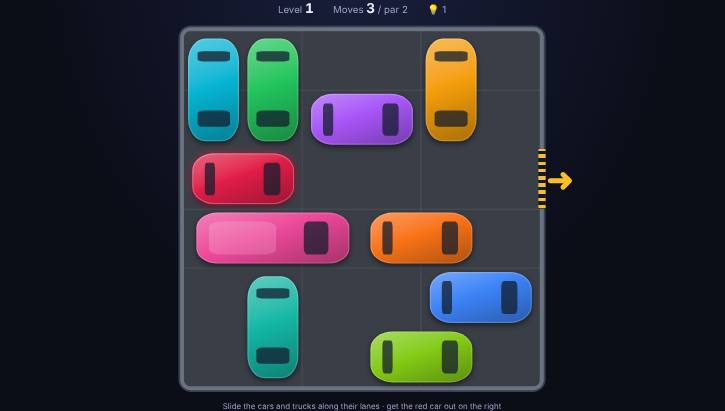 Level 1 Moves 3 / par 2 💡 1
Slide the cars and trucks along their lanes · get the red car out on the right